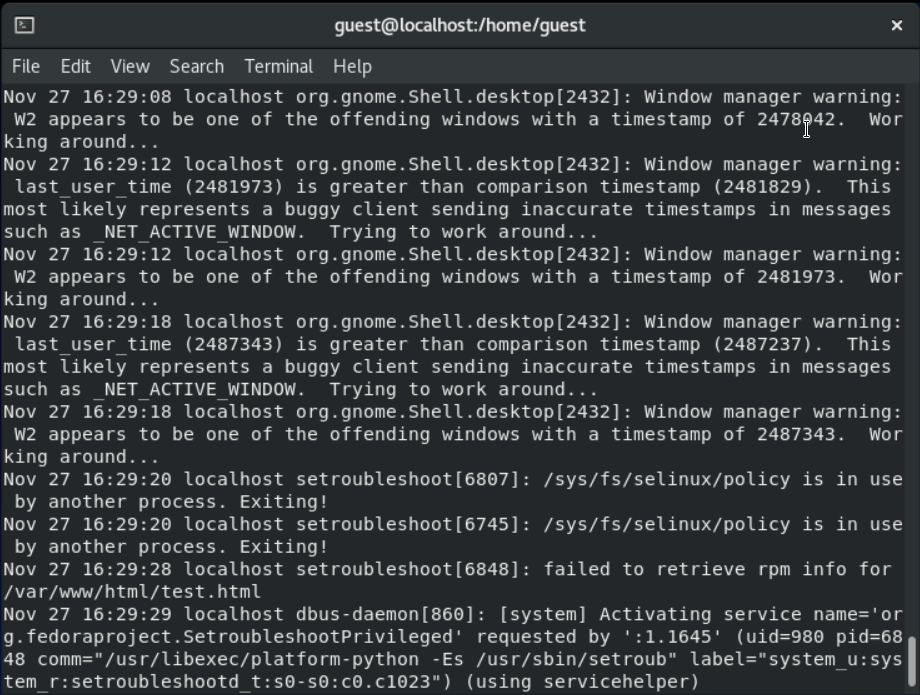 guest@localhost:/home/guest
File Edit View Search Terminal Help
Nov 27 16:29:08 localhost org.gnome.Shell.desktop[2432]: Window manager warning:
 W2 appears to be one of the offending windows with a timestamp of 2478042.  Wor
king around...
Nov 27 16:29:12 localhost org.gnome.Shell.desktop[2432]: Window manager warning:
 last_user_time (2481973) is greater than comparison timestamp (2481829).  This
most likely represents a buggy client sending inaccurate timestamps in messages
such as _NET_ACTIVE_WINDOW.  Trying to work around...
Nov 27 16:29:12 localhost org.gnome.Shell.desktop[2432]: Window manager warning:
 W2 appears to be one of the offending windows with a timestamp of 2481973.  Wor
king around...
Nov 27 16:29:18 localhost org.gnome.Shell.desktop[2432]: Window manager warning:
 last_user_time (2487343) is greater than comparison timestamp (2487237).  This
most likely represents a buggy client sending inaccurate timestamps in messages
such as _NET_ACTIVE_WINDOW.  Trying to work around...
Nov 27 16:29:18 localhost org.gnome.Shell.desktop[2432]: Window manager warning:
 W2 appears to be one of the offending windows with a timestamp of 2487343.  Wor
king around...
Nov 27 16:29:20 localhost setroubleshoot[6807]: /sys/fs/selinux/policy is in use
 by another process. Exiting!
Nov 27 16:29:20 localhost setroubleshoot[6745]: /sys/fs/selinux/policy is in use
 by another process. Exiting!
Nov 27 16:29:28 localhost setroubleshoot[6848]: failed to retrieve rpm info for
/var/www/html/test.html
Nov 27 16:29:29 localhost dbus-daemon[860]: [system] Activating service name='or
g.fedoraproject.SetroubleshootPrivileged' requested by ':1.1645' (uid=980 pid=68
48 comm="/usr/libexec/platform-python -Es /usr/sbin/setroub" label="system_u:sys
tem_r:setroubleshootd_t:s0-s0:c0.c1023") (using servicehelper)